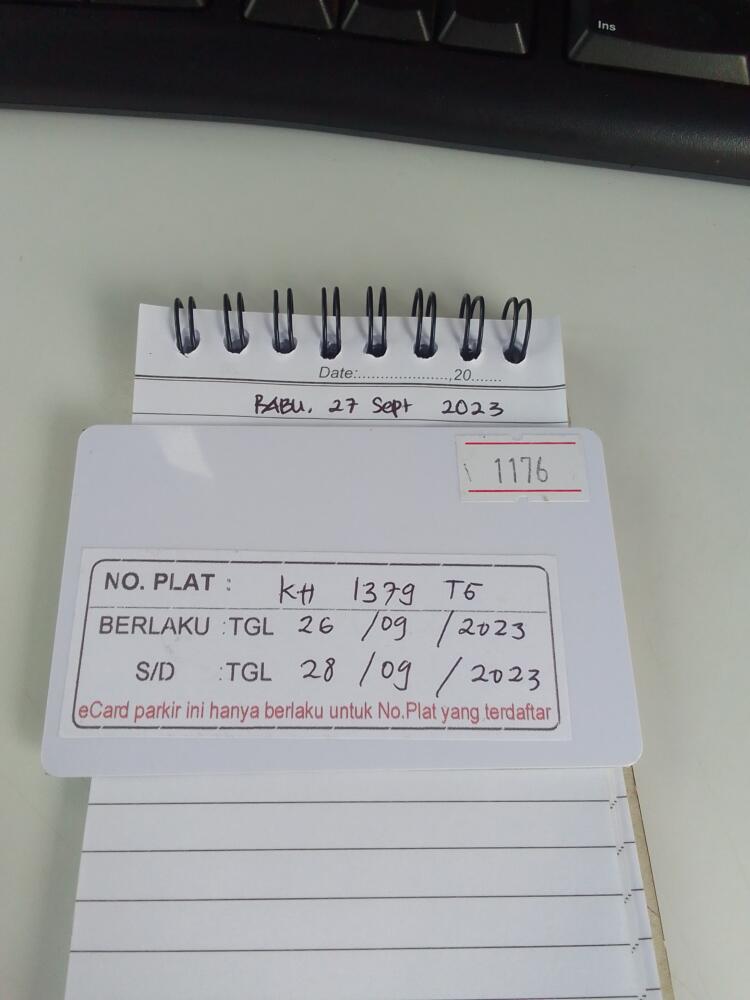 Ins
Date:....................,20.......
RABU, 27 Sept 2023
1176
NO. PLAT : KH 1379 TG
BERLAKU :TGL 26 /09 /2023
S/D :TGL 28 /09 /2023
eCard parkir ini hanya berlaku untuk No.Plat yang terdaftar